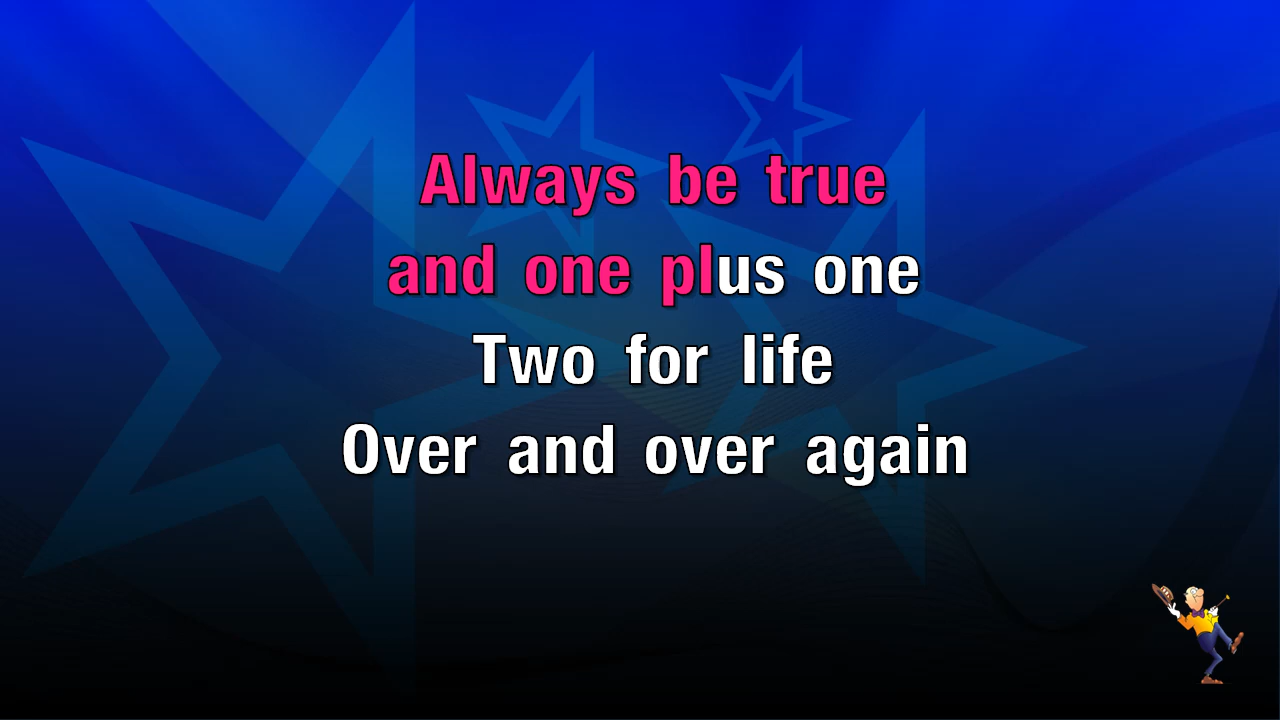 Always be true
and one plus one
Two for life
Over and over again